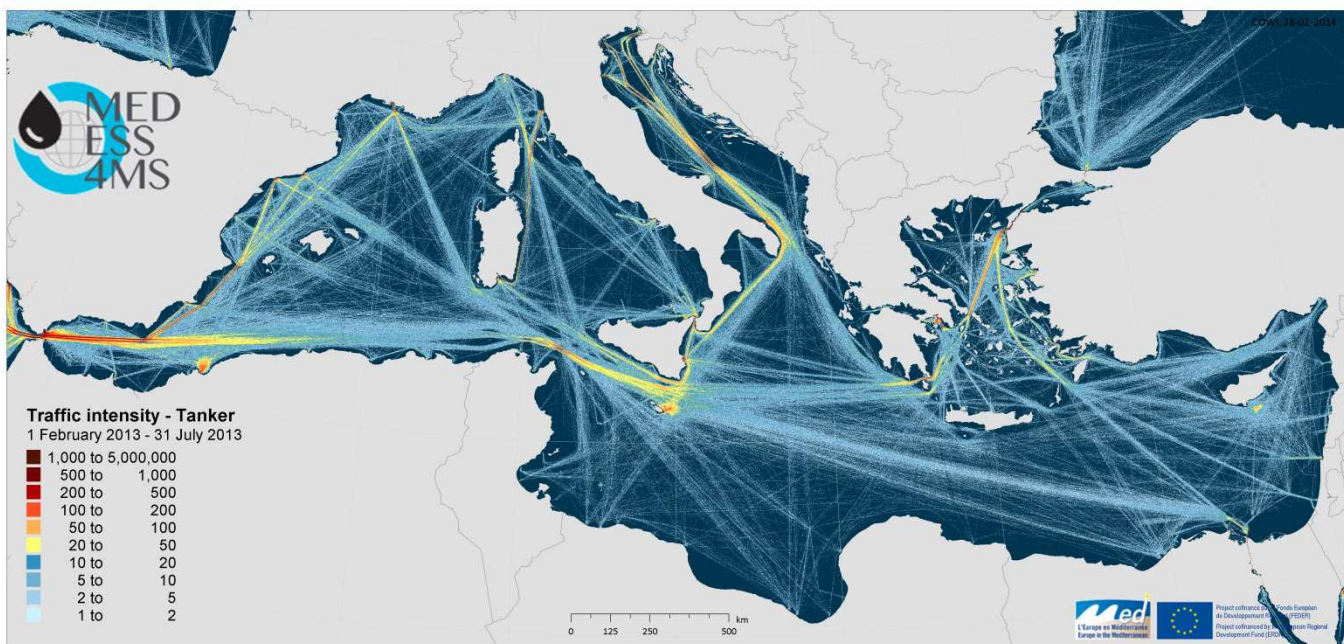 COWI, 28-02-2014
MED
ESS
4MS
Traffic intensity - Tanker
1 February 2013 - 31 July 2013
1,000 to 5,000,000
500 to 1,000
200 to 500
100 to 200
50 to 100
20 to 50
10 to 20
5 to 10
2 to 5
1 to 2
km
0 125 250 500
Med
L'Europe en Méditerranée
Europe in the Mediterranean
Project cofinancé par le Fonds Européen
de Développement Régional (FEDER)
Project cofinanced by the European Regional
Development Fund (ERDF)